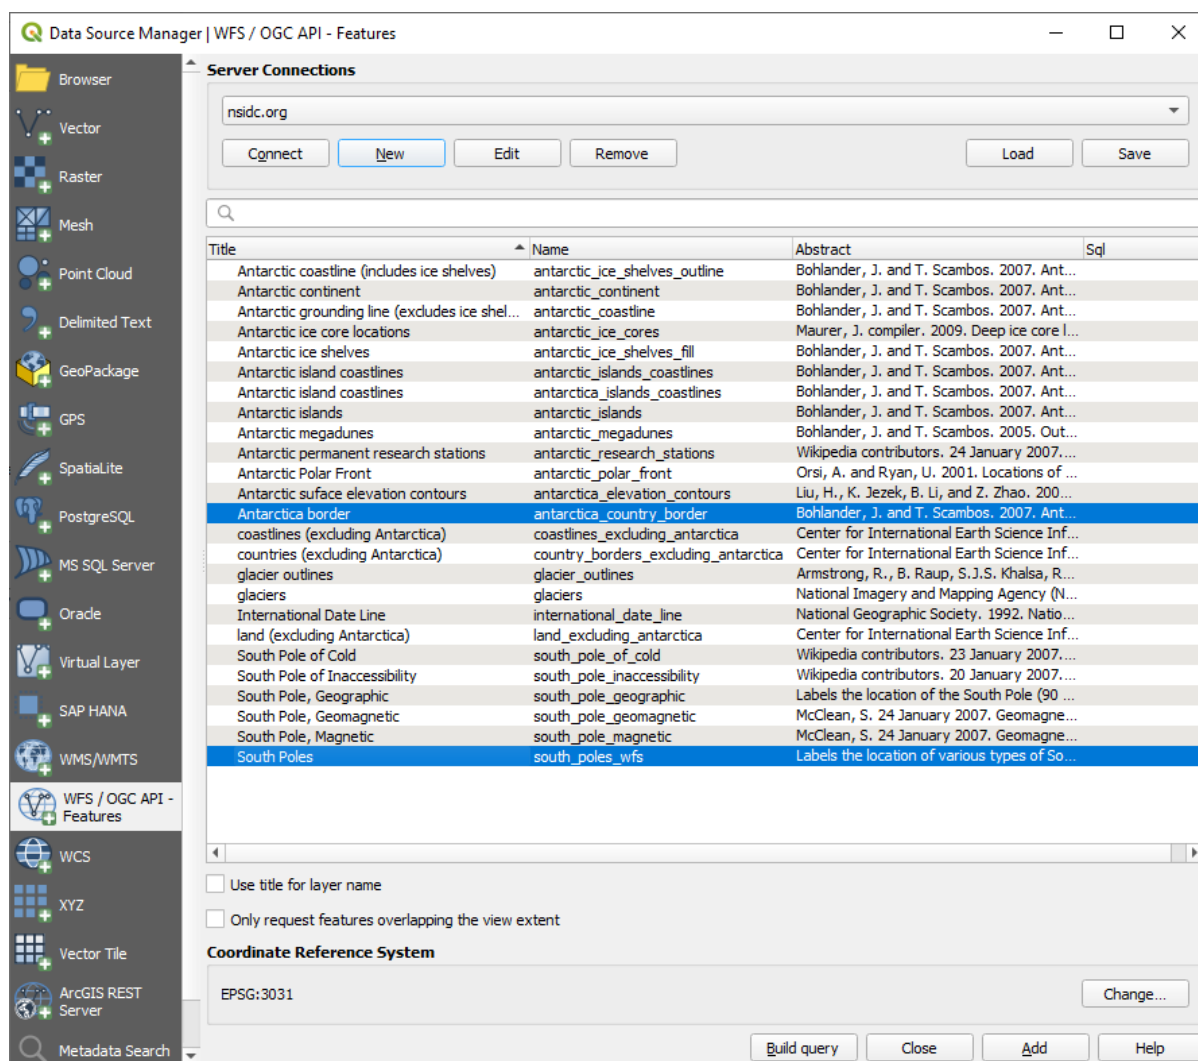 Data Source Manager | WFS / OGC API - Features
Browser
Vector
Raster
Mesh
Point Cloud
Delimited Text
GeoPackage
GPS
SpatiaLite
PostgreSQL
MS SQL Server
Oracle
Virtual Layer
SAP HANA
WMS/WMTS
WFS / OGC API -
Features
WCS
XYZ
Vector Tile
ArcGIS REST
Server
Metadata Search
Server Connections
nsidc.org
Connect New Edit Remove Load Save
Title Name Abstract Sql
Antarctic coastline (includes ice shelves) antarctic_ice_shelves_outline Bohlander, J. and T. Scambos. 2007. Ant...
Antarctic continent antarctic_continent Bohlander, J. and T. Scambos. 2007. Ant...
Antarctic grounding line (excludes ice shel... antarctic_coastline Bohlander, J. and T. Scambos. 2007. Ant...
Antarctic ice core locations antarctic_ice_cores Maurer, J. compiler. 2009. Deep ice core l...
Antarctic ice shelves antarctic_ice_shelves_fill Bohlander, J. and T. Scambos. 2007. Ant...
Antarctic island coastlines antarctic_islands_coastlines Bohlander, J. and T. Scambos. 2007. Ant...
Antarctic island coastlines antarctica_islands_coastlines Bohlander, J. and T. Scambos. 2007. Ant...
Antarctic islands antarctic_islands Bohlander, J. and T. Scambos. 2007. Ant...
Antarctic megadunes antarctic_megadunes Bohlander, J. and T. Scambos. 2005. Out...
Antarctic permanent research stations antarctic_research_stations Wikipedia contributors. 24 January 2007....
Antarctic Polar Front antarctic_polar_front Orsi, A. and Ryan, U. 2001. Locations of ...
Antarctic suface elevation contours antarctica_elevation_contours Liu, H., K. Jezek, B. Li, and Z. Zhao. 200...
Antarctica border antarctica_country_border Bohlander, J. and T. Scambos. 2007. Ant...
coastlines (excluding Antarctica) coastlines_excluding_antarctica Center for International Earth Science Inf...
countries (excluding Antarctica) country_borders_excluding_antarctica Center for International Earth Science Inf...
glacier outlines glacier_outlines Armstrong, R., B. Raup, S.J.S. Khalsa, R...
glaciers glaciers National Imagery and Mapping Agency (N...
International Date Line international_date_line National Geographic Society. 1992. Natio...
land (excluding Antarctica) land_excluding_antarctica Center for International Earth Science Inf...
South Pole of Cold south_pole_of_cold Wikipedia contributors. 23 January 2007....
South Pole of Inaccessibility south_pole_inaccessibility Wikipedia contributors. 20 January 2007....
South Pole, Geographic south_pole_geographic Labels the location of the South Pole (90 ...
South Pole, Geomagnetic south_pole_geomagnetic McClean, S. 24 January 2007. Geomagne...
South Pole, Magnetic south_pole_magnetic McClean, S. 24 January 2007. Geomagne...
South Poles south_poles_wfs Labels the location of various types of So...
Use title for layer name
Only request features overlapping the view extent
Coordinate Reference System
EPSG:3031 Change...
Build query Close Add Help